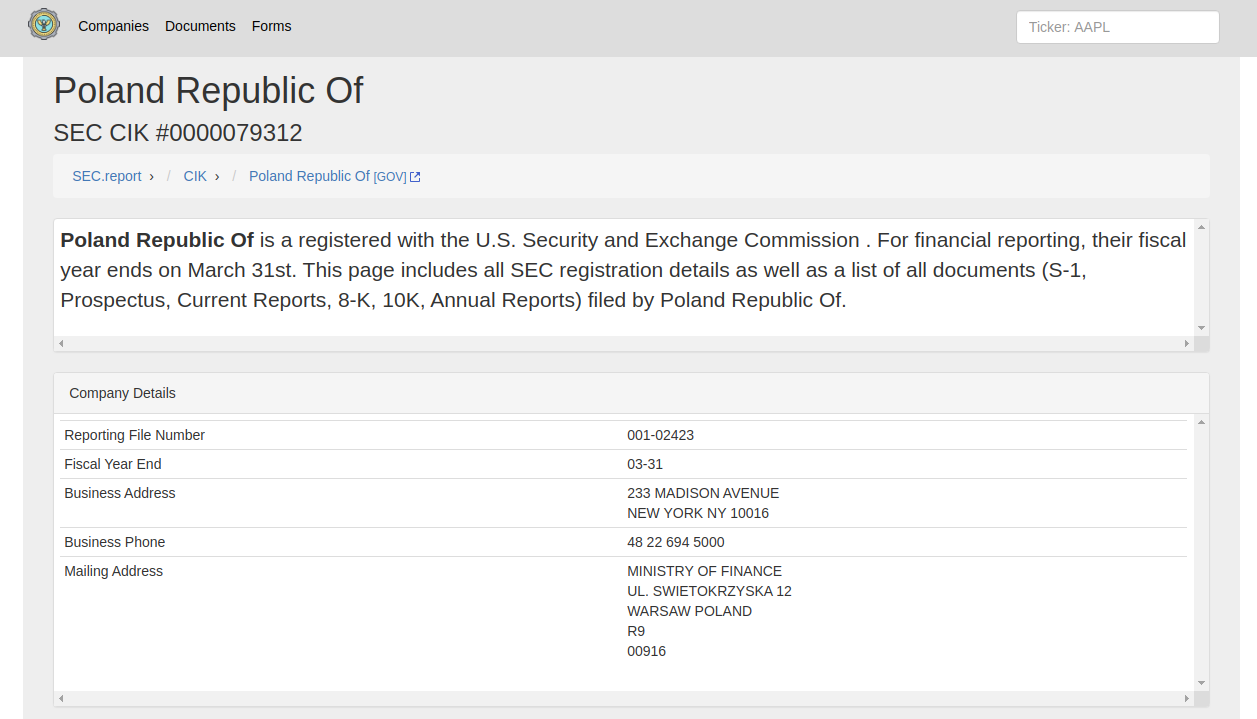 Companies Documents Forms Ticker: AAPL
Poland Republic Of
SEC CIK #0000079312
SEC.report › / CIK › / Poland Republic Of [GOV]
Poland Republic Of is a registered with the U.S. Security and Exchange Commission . For financial reporting, their fiscal
year ends on March 31st. This page includes all SEC registration details as well as a list of all documents (S-1,
Prospectus, Current Reports, 8-K, 10K, Annual Reports) filed by Poland Republic Of.
Company Details
Reporting File Number 001-02423
Fiscal Year End 03-31
Business Address 233 MADISON AVENUE
NEW YORK NY 10016
Business Phone 48 22 694 5000
Mailing Address MINISTRY OF FINANCE
UL. SWIETOKRZYSKA 12
WARSAW POLAND
R9
00916